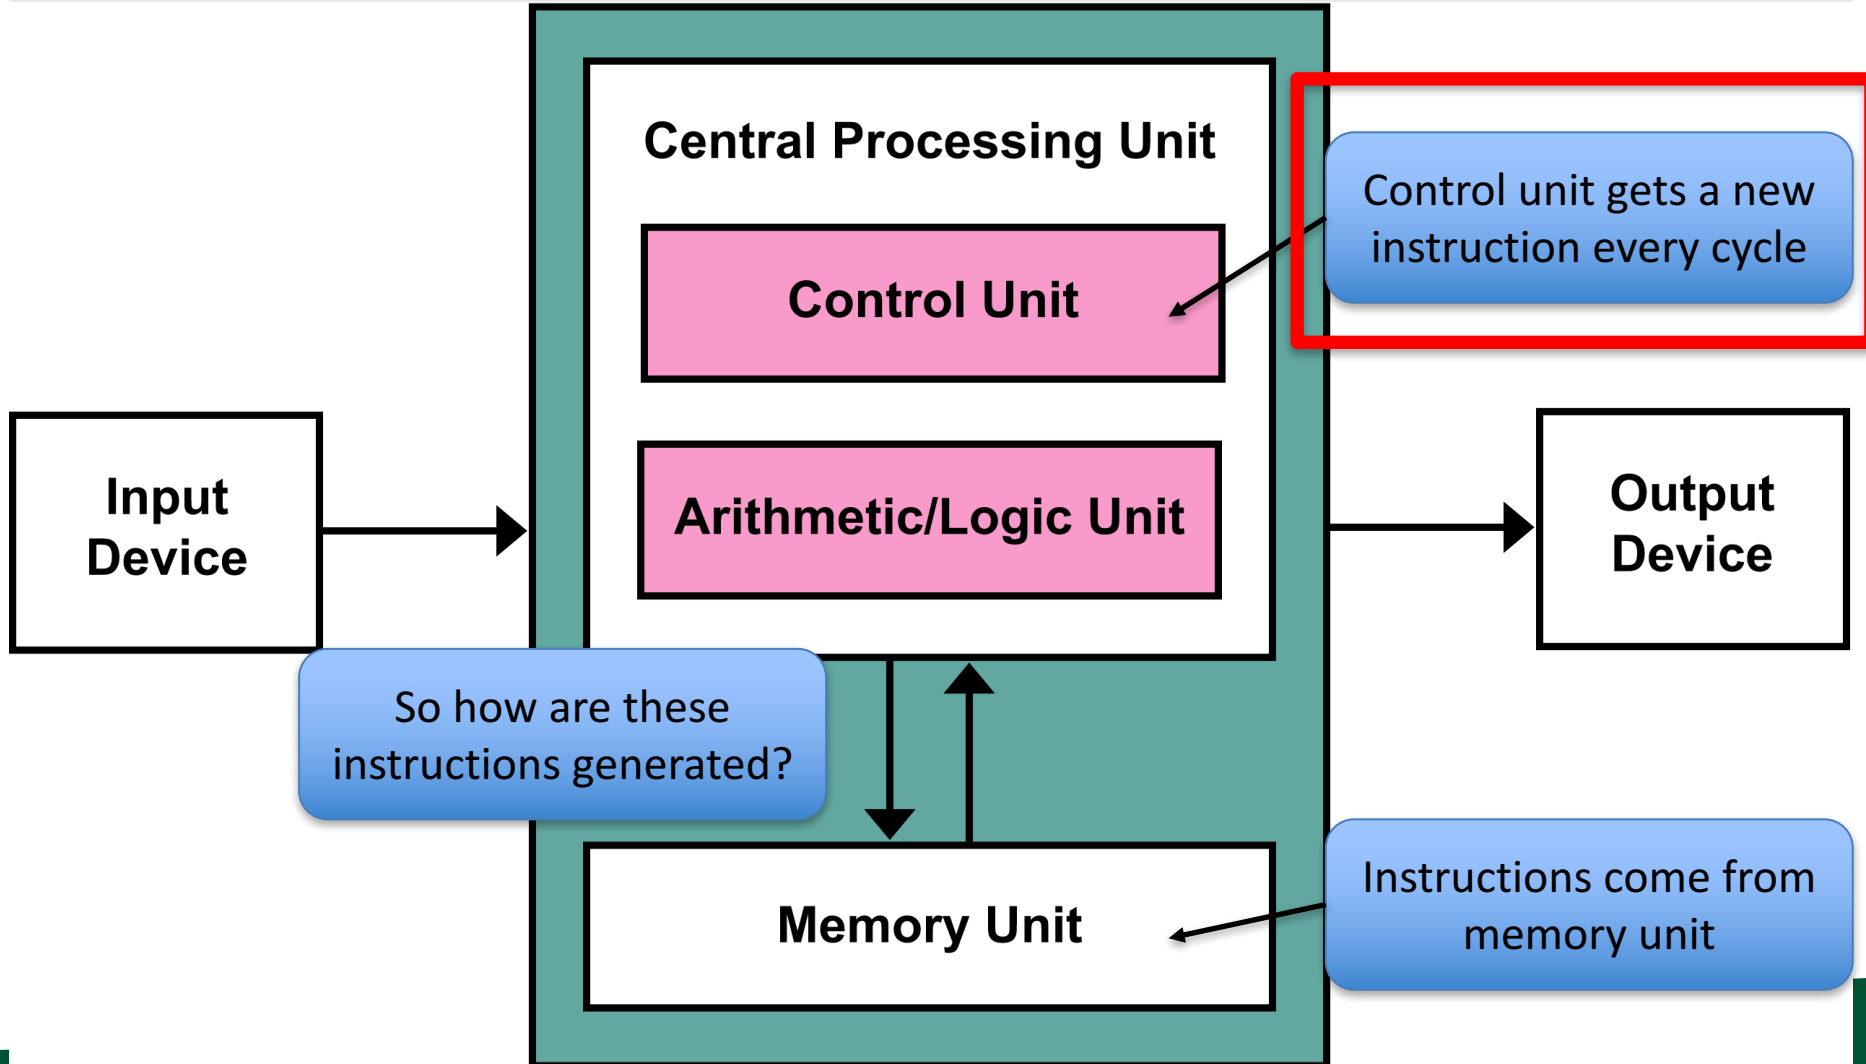 Central Processing Unit
Control unit gets a new
instruction every cycle
Control Unit
Input
Device
Arithmetic/Logic Unit
Output
Device
So how are these
instructions generated?
Memory Unit
Instructions come from
memory unit